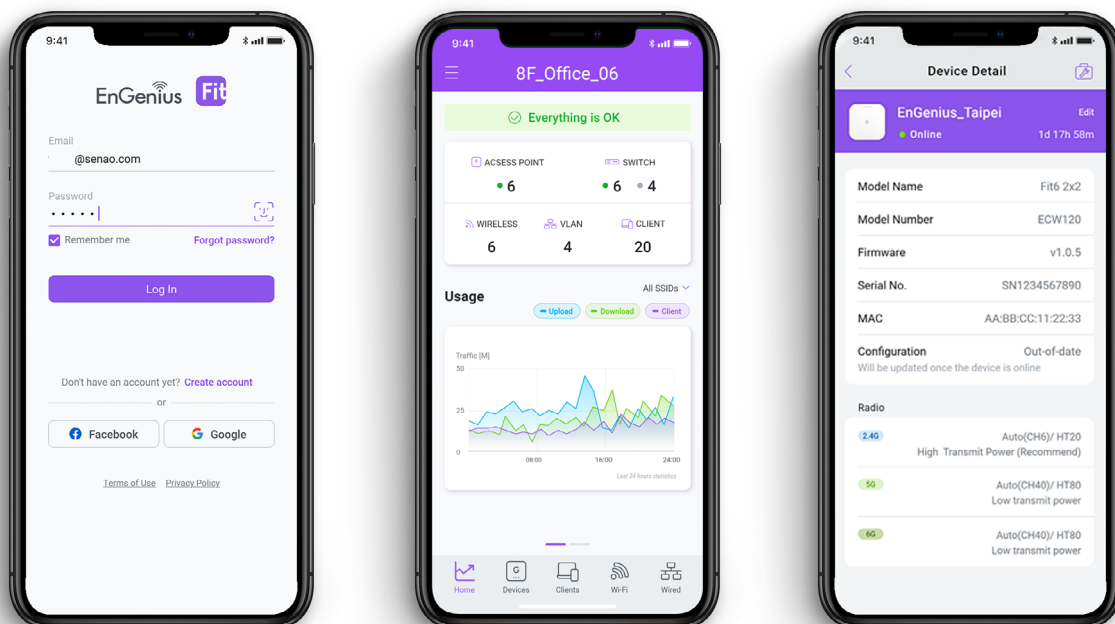 9:41
EnGenius Fit
Email
@senao.com
Password
Remember me
Forgot password?
Log In
Don't have an account yet? Create account
or
Facebook
Google
Terms of Use
Privacy Policy
9:41
8F_Office_06
Everything is OK
ACSESS POINT
SWITCH
6
6
4
WIRELESS
VLAN
CLIENT
6
4
20
Usage
All SSIDs
Upload
Download
Client
Traffic [M]
50
25
0
08:00
16:00
24:00
Last 24 hours statistics
Home
Devices
Clients
Wi-Fi
Wired
9:41
Device Detail
EnGenius_Taipei
Edit
Online
1d 17h 58m
Model Name
Fit6 2x2
Model Number
ECW120
Firmware
v1.0.5
Serial No.
SN1234567890
MAC
AA:BB:CC:11:22:33
Configuration
Out-of-date
Will be updated once the device is online
Radio
2.4G
Auto(CH6)/ HT20
High Transmit Power (Recommend)
5G
Auto(CH40)/ HT80
Low transmit power
6G
Auto(CH40)/ HT80
Low transmit power